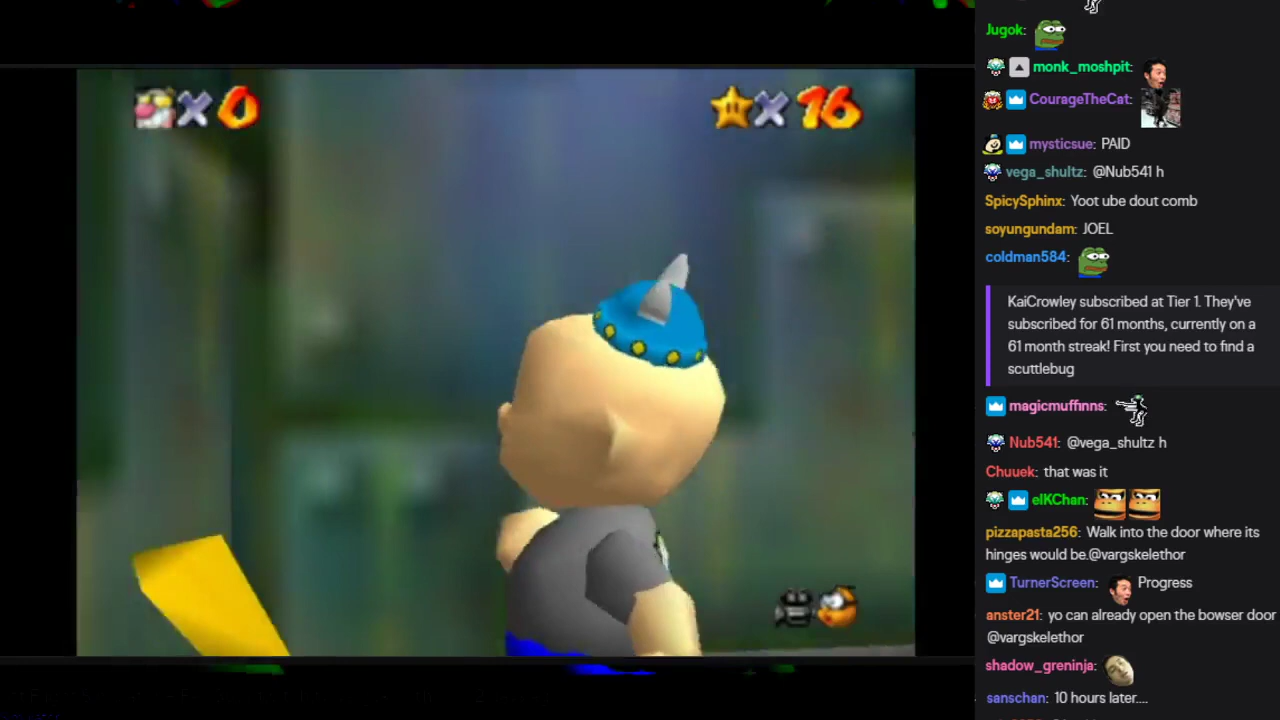 × 0
× 16
Jugok:
monk_moshpit:
CourageTheCat:
mysticsue: PAID
vega_shultz: @Nub541 h
SpicySphinx: Yoot ube dout comb
soyungundam: JOEL
coldman584:
KaiCrowley subscribed at Tier 1. They've
subscribed for 61 months, currently on a
61 month streak! First you need to find a
scuttlebug
magicmuffinns:
Nub541: @vega_shultz h
Chuuek: that was it
elKChan:
pizzapasta256: Walk into the door where its
hinges would be.@vargskelethor
TurnerScreen: Progress
anster21: yo can already open the bowser door
@vargskelethor
shadow_greninja:
sanschan: 10 hours later....